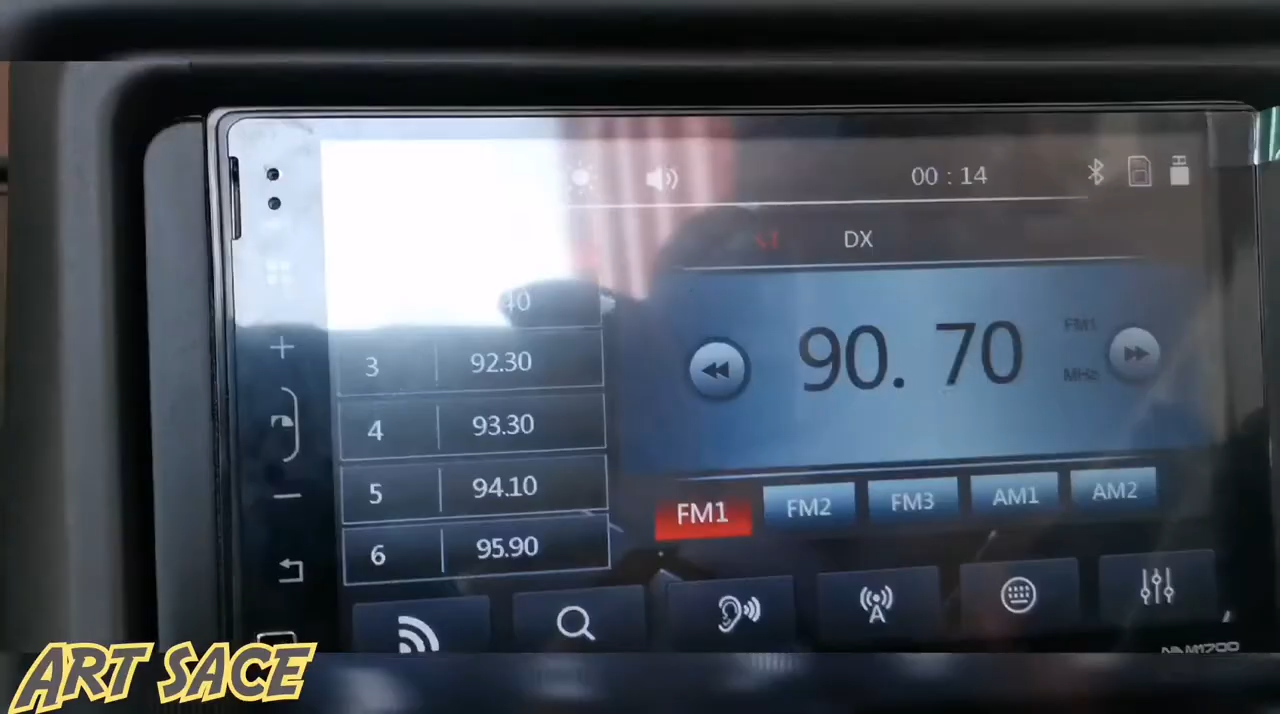 00 : 14
ST DX
90. 70
FM1
MHz
40
3 92.30
4 93.30
5 94.10
6 95.90
FM1 FM2 FM3 AM1 AM2
ART SACE